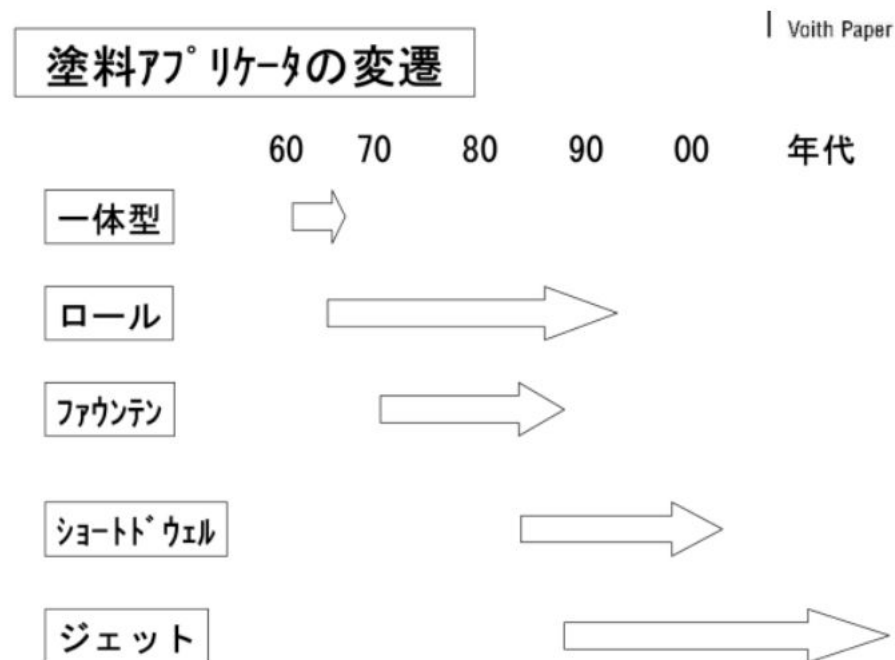 Voith Paper
塗料ｱﾌﾟﾘｹｰﾀの変遷
60 70 80 90 00 年代
一体型
ロール
ﾌｧｳﾝﾃﾝ
ｼｮｰﾄﾄﾞｳｪﾙ
ジェット